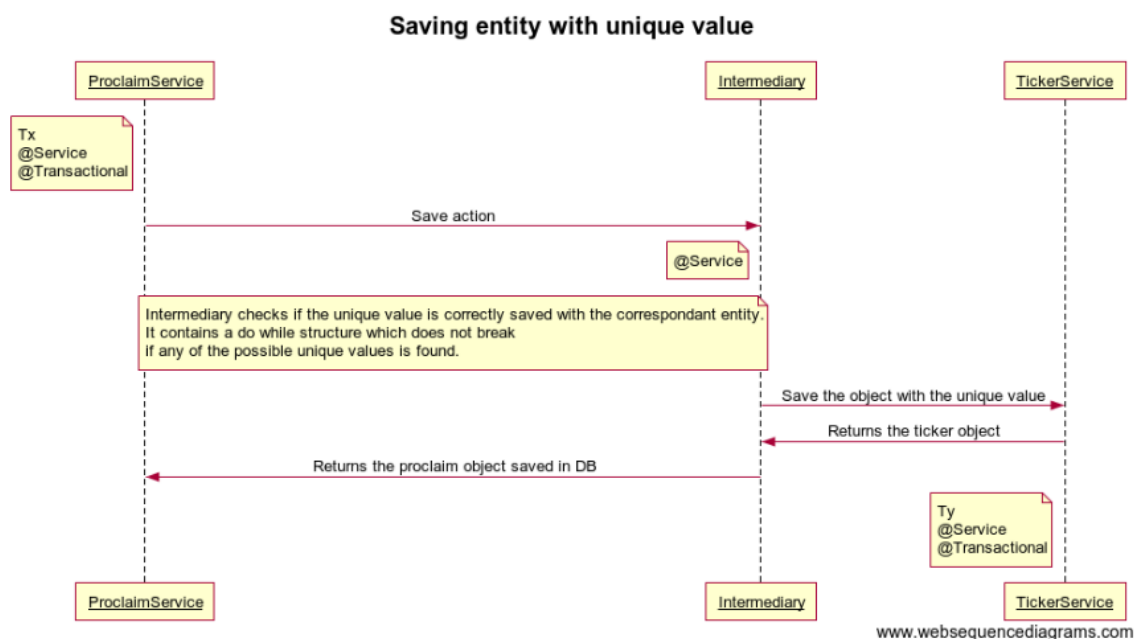 Saving entity with unique value
ProclaimService
Intermediary
TickerService
Tx
@Service
@Transactional
Save action
@Service
Intermediary checks if the unique value is correctly saved with the correspondant entity.
It contains a do while structure which does not break
if any of the possible unique values is found.
Save the object with the unique value
Returns the ticker object
Returns the proclaim object saved in DB
Ty
@Service
@Transactional
ProclaimService
Intermediary
TickerService
www.websequencediagrams.com